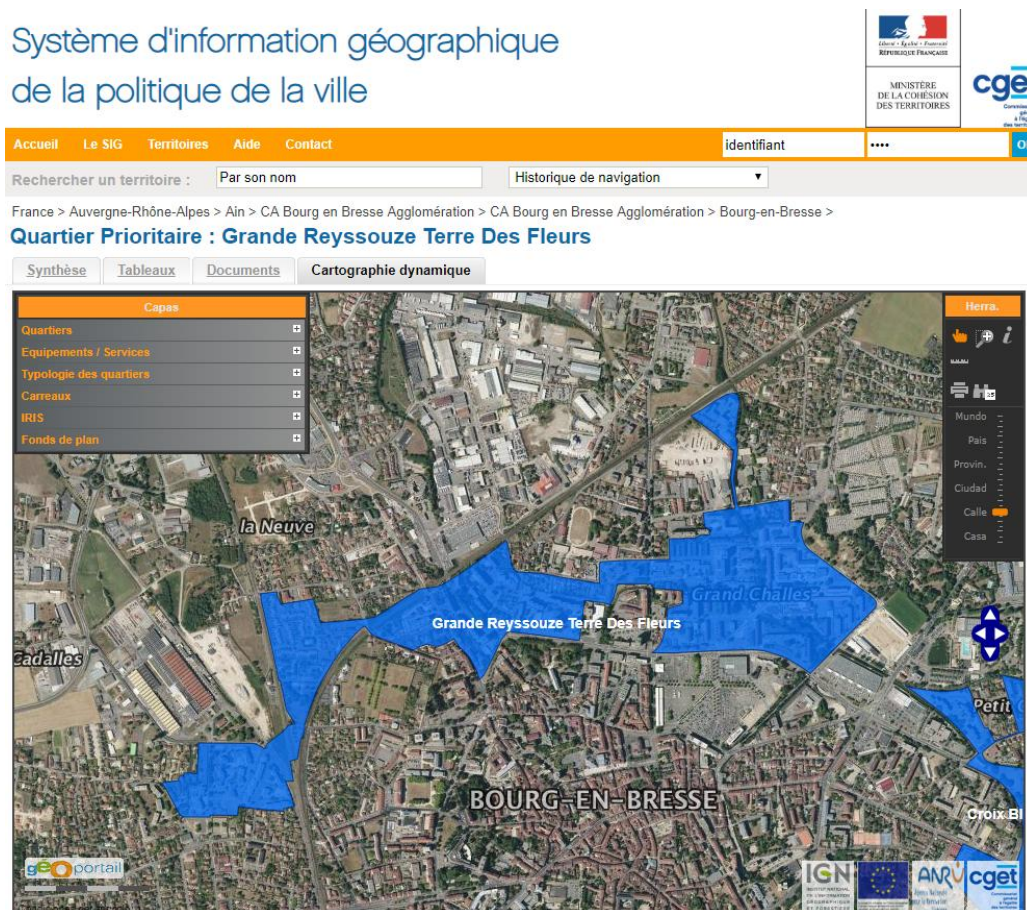 Système d'information géographique
de la politique de la ville
Liberté • Égalité • Fraternité
RÉPUBLIQUE FRANÇAISE
MINISTÈRE
DE LA COHÉSION
DES TERRITOIRES
cget
Accueil Le SIG Territoires Aide Contact
identifiant ••••
Rechercher un territoire : Par son nom Historique de navigation
France > Auvergne-Rhône-Alpes > Ain > CA Bourg en Bresse Agglomération > CA Bourg en Bresse Agglomération > Bourg-en-Bresse >
Quartier Prioritaire : Grande Reyssouze Terre Des Fleurs
Synthèse Tableaux Documents Cartographie dynamique
Capas
Quartiers
Equipements / Services
Typologie des quartiers
Carreaux
IRIS
Fonds de plan
Herra.
Mundo
Pais
Provin.
Ciudad
Calle
Casa
la Neuve
Grand Challes
Grande Reyssouze Terre Des Fleurs
Cadalles
Petit
BOURG-EN-BRESSE
Croix Bl
géoportail
IGN
ANRU
cget